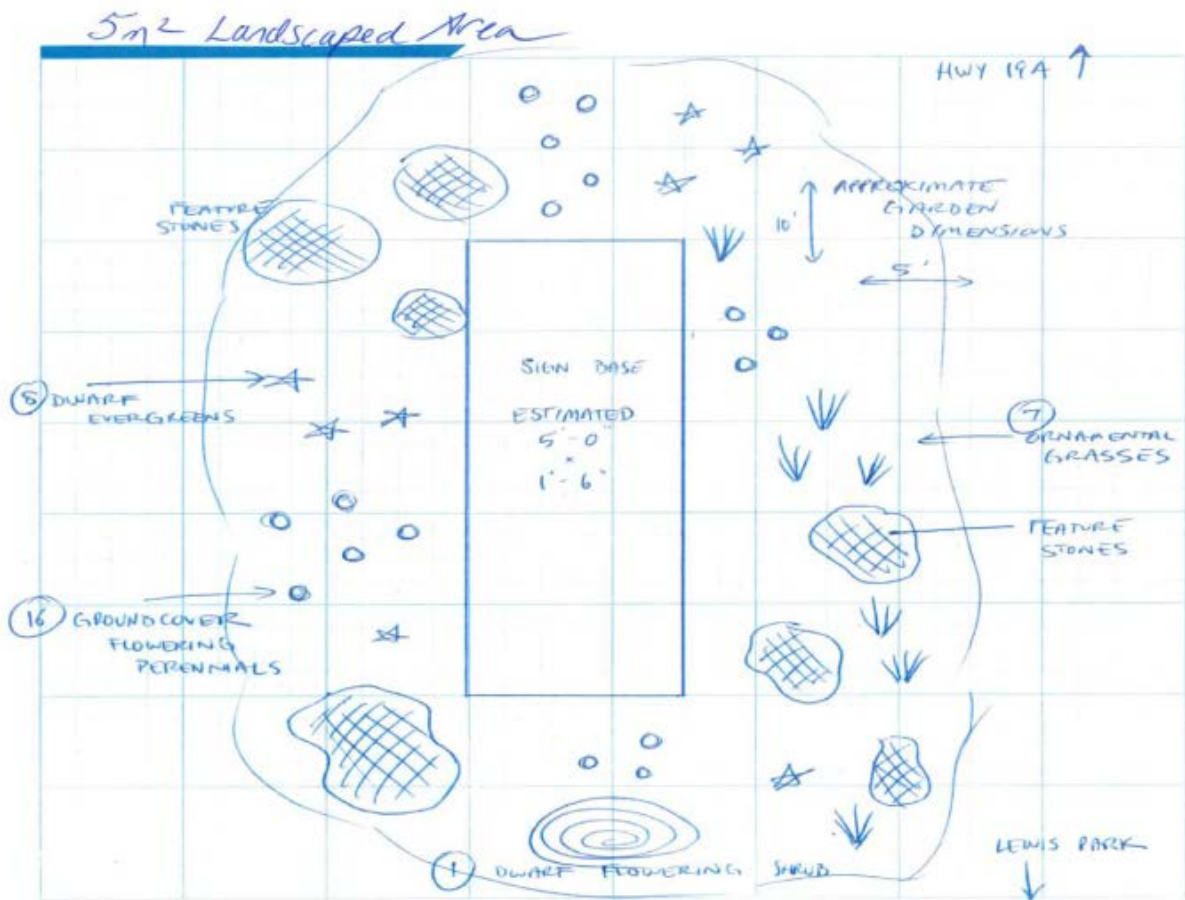 5m² Landscaped Area
HWY 19A
FEATURE
STONES
APPROXIMATE
GARDEN
DIMENSIONS
10'
5'
SIGN BASE
ESTIMATED
5'-0"
×
1'-6"
8 DWARF
EVERGREENS
7
ORNAMENTAL
GRASSES
FEATURE
STONES
16 GROUNDCOVER
FLOWERING
PERENNIALS
1 DWARF FLOWERING SHRUB
LEWIS PARK